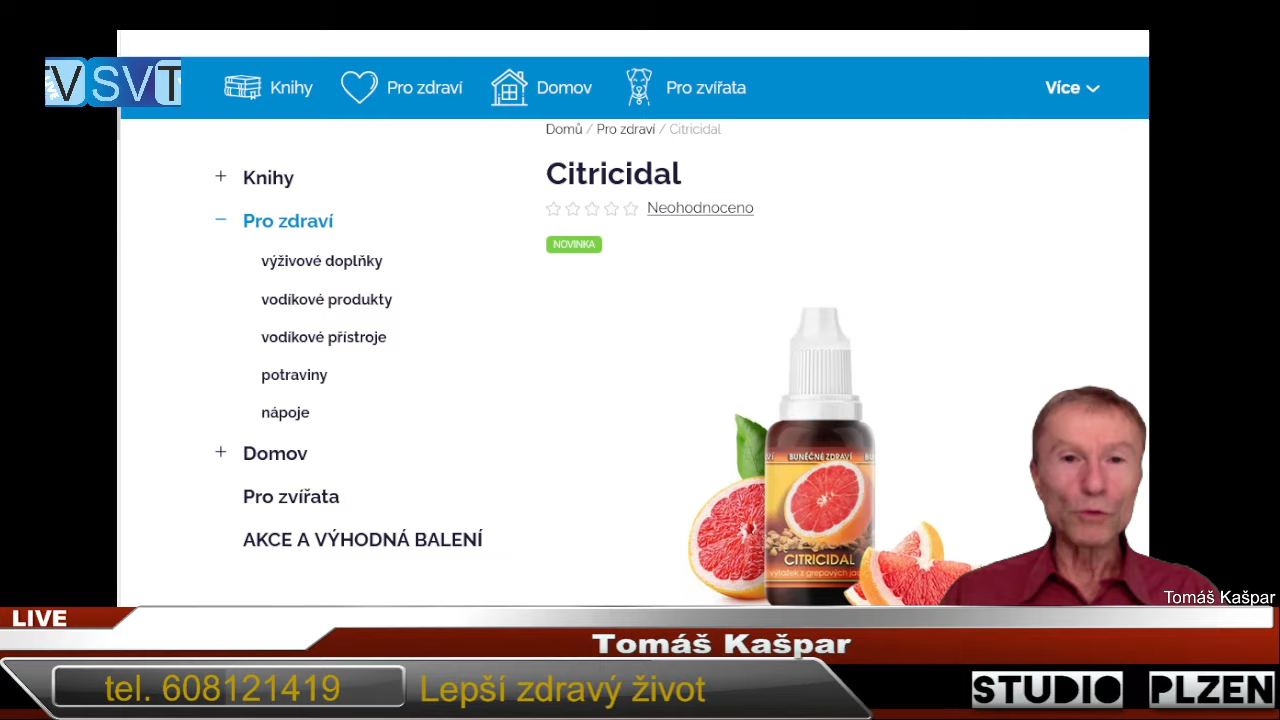 VSVT
Knihy
Pro zdraví
Domov
Pro zvířata
Více
Domů / Pro zdraví / Citricidal
Citricidal
Neohodnoceno
NOVINKA
+ Knihy
− Pro zdraví
výživové doplňky
vodíkové produkty
vodíkové přístroje
potraviny
nápoje
+ Domov
Pro zvířata
AKCE A VÝHODNÁ BALENÍ
BUNĚČNÉ ZDRAVÍ
CITRICIDAL
výtažek z grepových
Tomáš Kašpar
LIVE
Tomáš Kašpar
tel. 608121419
Lepší zdravý život
STUDIO PLZEN